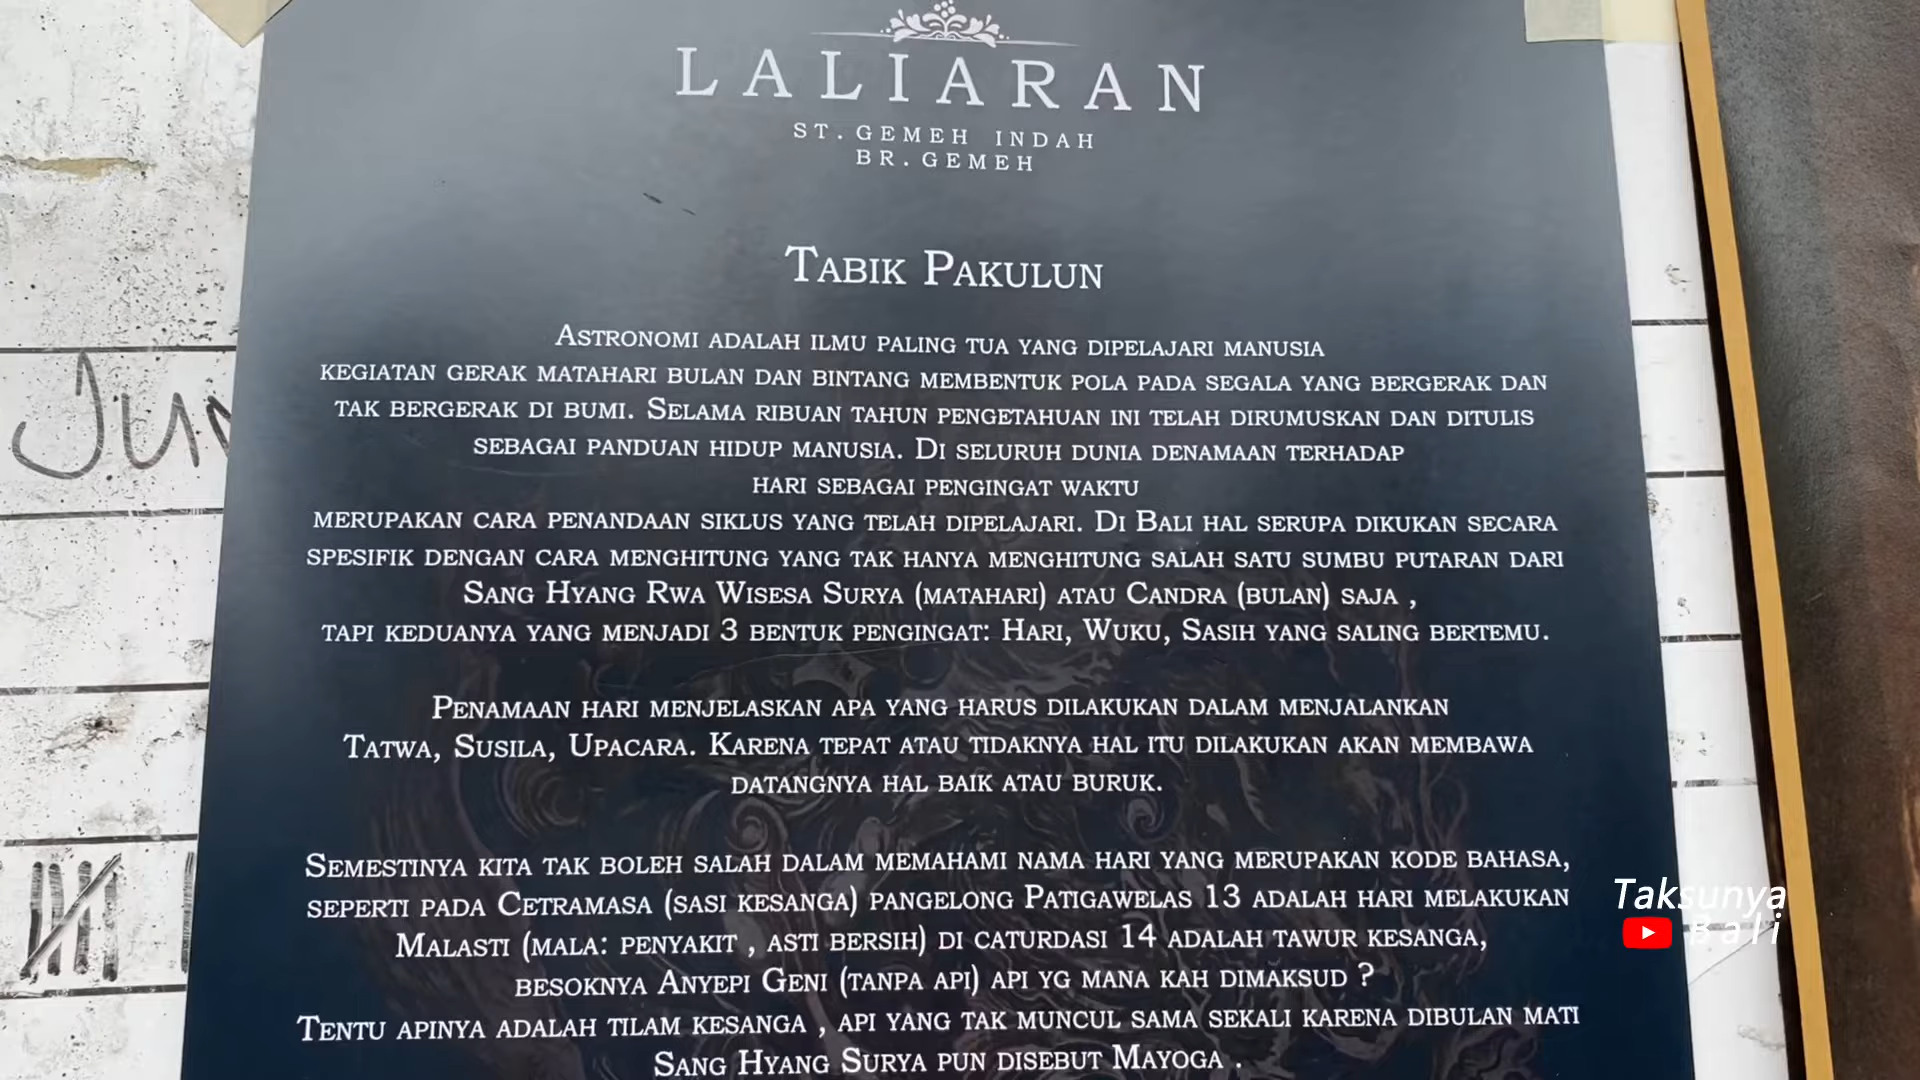 LALIARAN
ST. GEMEH INDAH
BR. GEMEH
TABIK PAKULUN
ASTRONOMI ADALAH ILMU PALING TUA YANG DIPELAJARI MANUSIA
KEGIATAN GERAK MATAHARI BULAN DAN BINTANG MEMBENTUK POLA PADA SEGALA YANG BERGERAK DAN
TAK BERGERAK DI BUMI. SELAMA RIBUAN TAHUN PENGETAHUAN INI TELAH DIRUMUSKAN DAN DITULIS
SEBAGAI PANDUAN HIDUP MANUSIA. DI SELURUH DUNIA DENAMAAN TERHADAP
HARI SEBAGAI PENGINGAT WAKTU
MERUPAKAN CARA PENANDAAN SIKLUS YANG TELAH DIPELAJARI. DI BALI HAL SERUPA DIKUKAN SECARA
SPESIFIK DENGAN CARA MENGHITUNG YANG TAK HANYA MENGHITUNG SALAH SATU SUMBU PUTARAN DARI
SANG HYANG RWA WISESA SURYA (MATAHARI) ATAU CANDRA (BULAN) SAJA ,
TAPI KEDUANYA YANG MENJADI 3 BENTUK PENGINGAT: HARI, WUKU, SASIH YANG SALING BERTEMU.
PENAMAAN HARI MENJELASKAN APA YANG HARUS DILAKUKAN DALAM MENJALANKAN
TATWA, SUSILA, UPACARA. KARENA TEPAT ATAU TIDAKNYA HAL ITU DILAKUKAN AKAN MEMBAWA
DATANGNYA HAL BAIK ATAU BURUK.
SEMESTINYA KITA TAK BOLEH SALAH DALAM MEMAHAMI NAMA HARI YANG MERUPAKAN KODE BAHASA,
SEPERTI PADA CETRAMASA (SASI KESANGA) PANGELONG PATIGAWELAS 13 ADALAH HARI MELAKUKAN
MALASTI (MALA: PENYAKIT , ASTI BERSIH) DI CATURDASI 14 ADALAH TAWUR KESANGA,
BESOKNYA ANYEPI GENI (TANPA API) API YG MANA KAH DIMAKSUD ?
TENTU APINYA ADALAH TILAM KESANGA , API YANG TAK MUNCUL SAMA SEKALI KARENA DIBULAN MATI
SANG HYANG SURYA PUN DISEBUT MAYOGA .
Taksunya
Bali